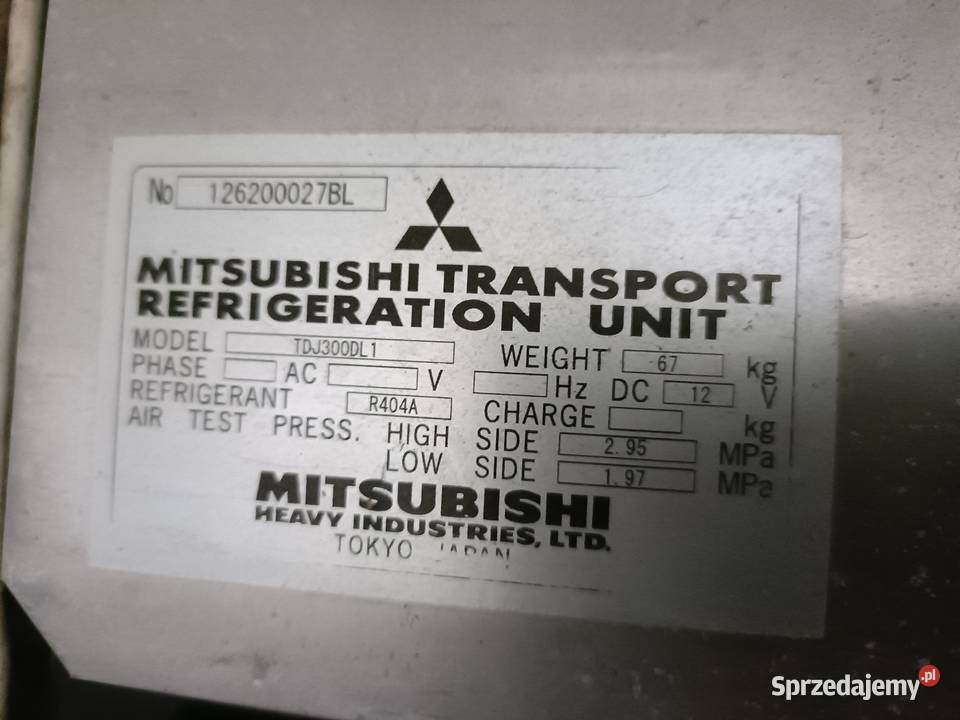 No 126200027BL
MITSUBISHI TRANSPORT
REFRIGERATION UNIT
MODEL TDJ300DL1 WEIGHT 67 kg
PHASE AC V Hz DC 12 V
REFRIGERANT R404A CHARGE kg
AIR TEST PRESS. HIGH SIDE 2.95 MPa
LOW SIDE 1.97 MPa
MITSUBISHI
HEAVY INDUSTRIES, LTD.
TOKYO JAPAN
Sprzedajemy.pl